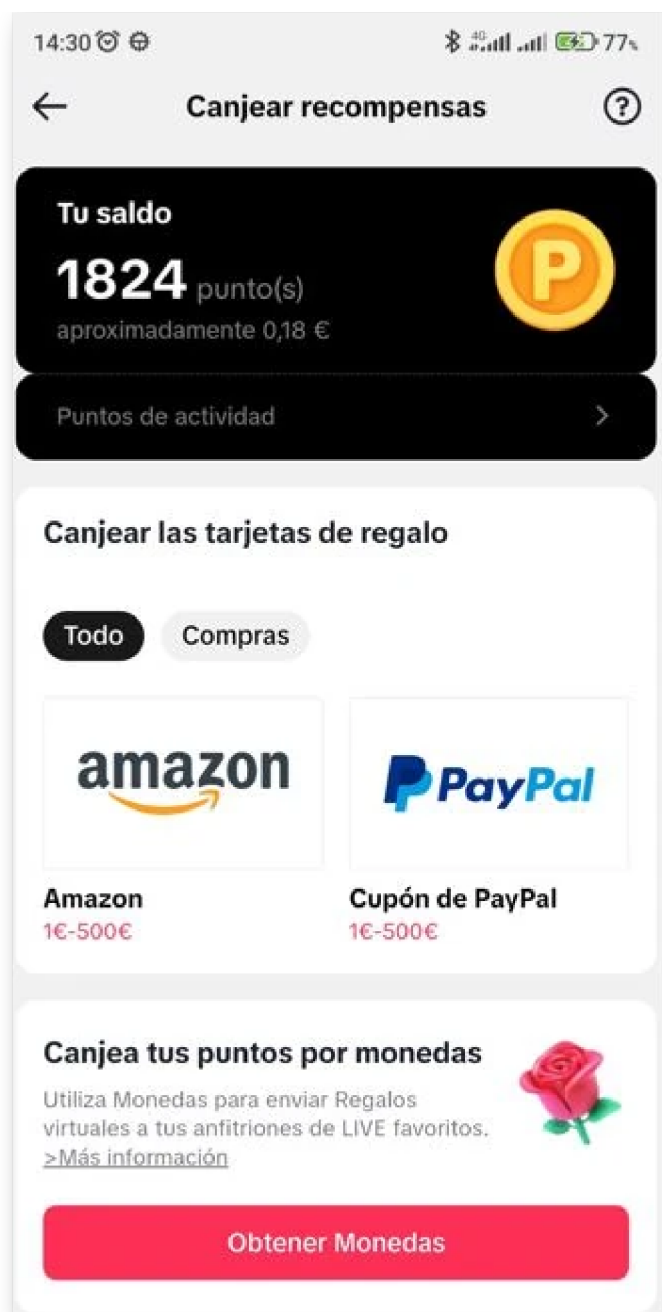 14:30
4G
77%
Canjear recompensas
?
Tu saldo
1824 punto(s)
P
aproximadamente 0,18 €
Puntos de actividad
Canjear las tarjetas de regalo
Todo Compras
amazon
PayPal
Amazon
Cupón de PayPal
1€-500€
1€-500€
Canjea tus puntos por monedas
Utiliza Monedas para enviar Regalos
virtuales a tus anfitriones de LIVE favoritos.
>Más información
Obtener Monedas